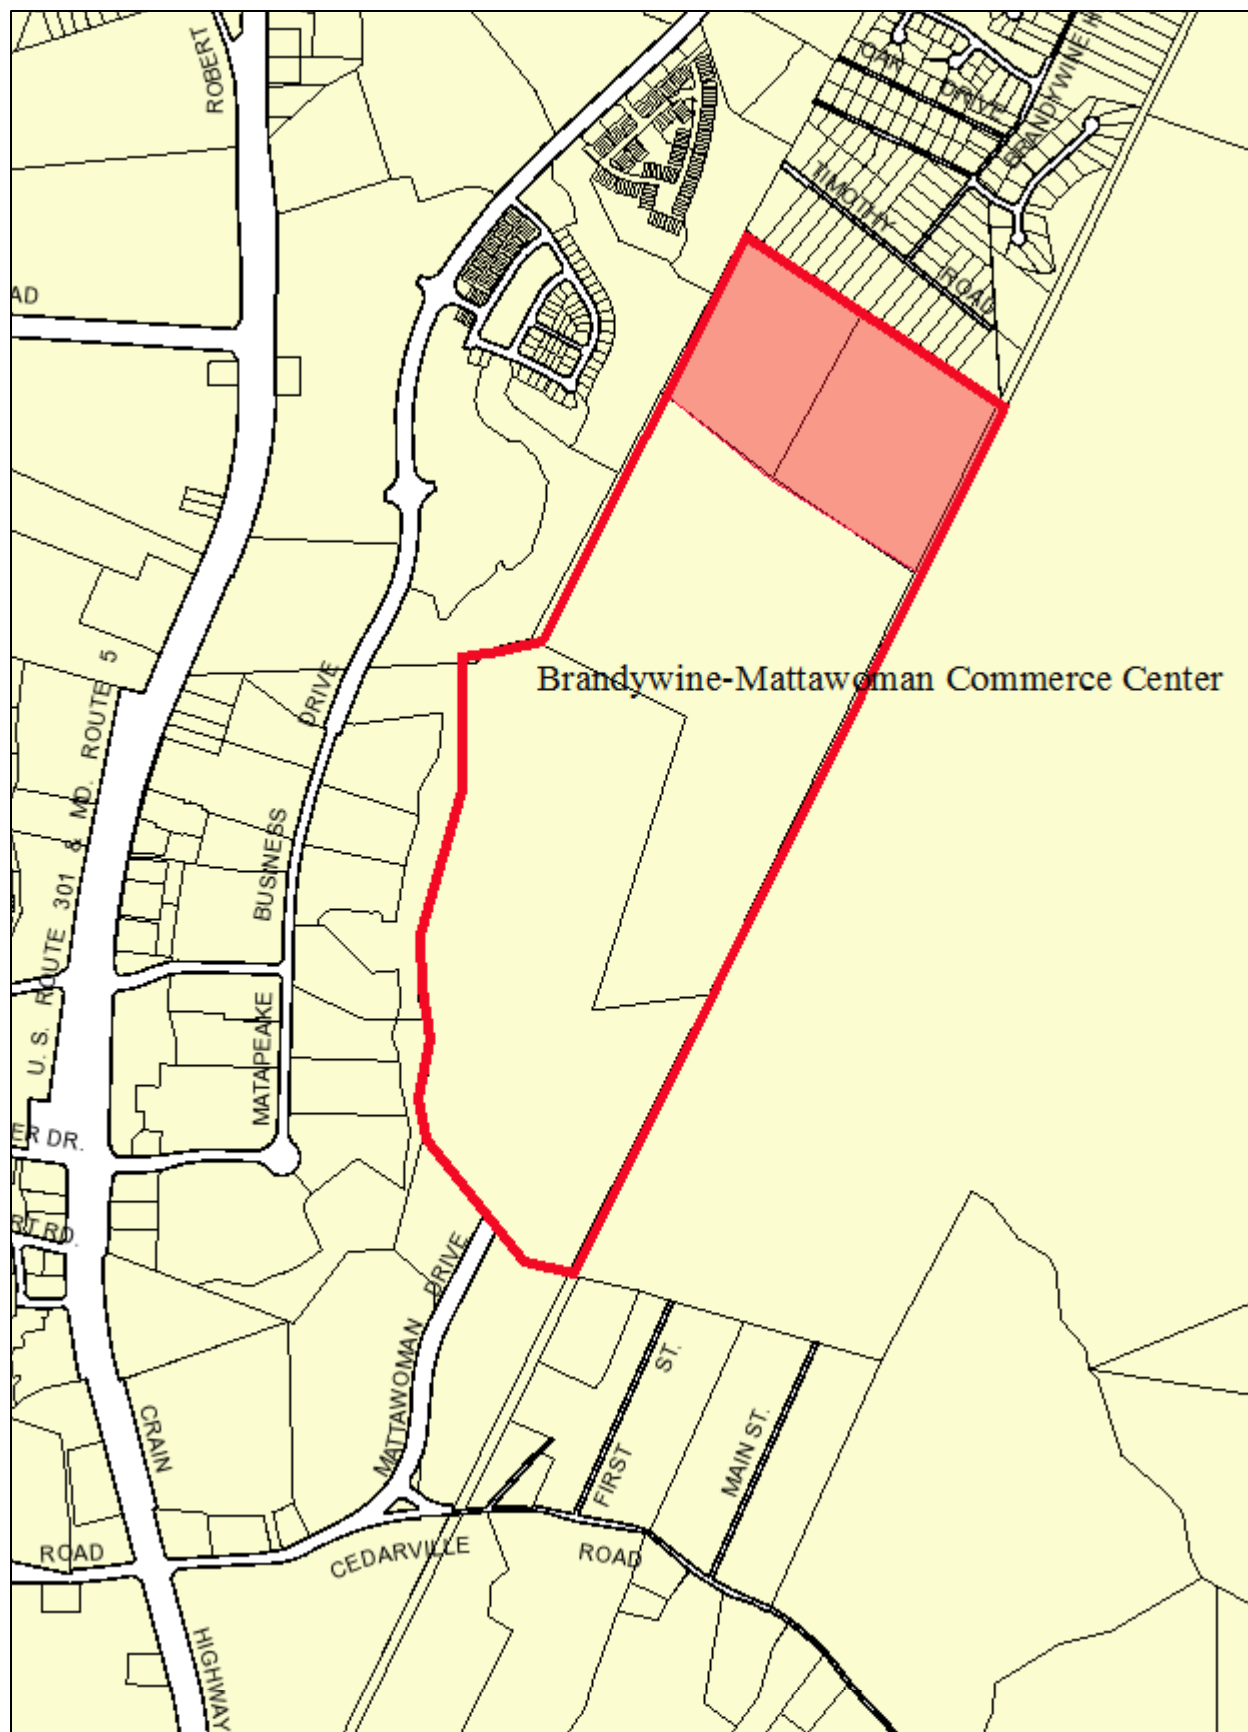 ROBERT
OAK DRIVE
BRANDYWINE H
TIMOTHY ROAD
AD
U. S. ROUTE 301 & MD. ROUTE 5
Brandywine-Mattawoman Commerce Center
MATAPEAKE BUSINESS DRIVE
ER DR.
RT RD.
MATTAWOMAN DRIVE
FIRST ST.
MAIN ST.
CRAIN HIGHWAY
ROAD
CEDARVILLE ROAD